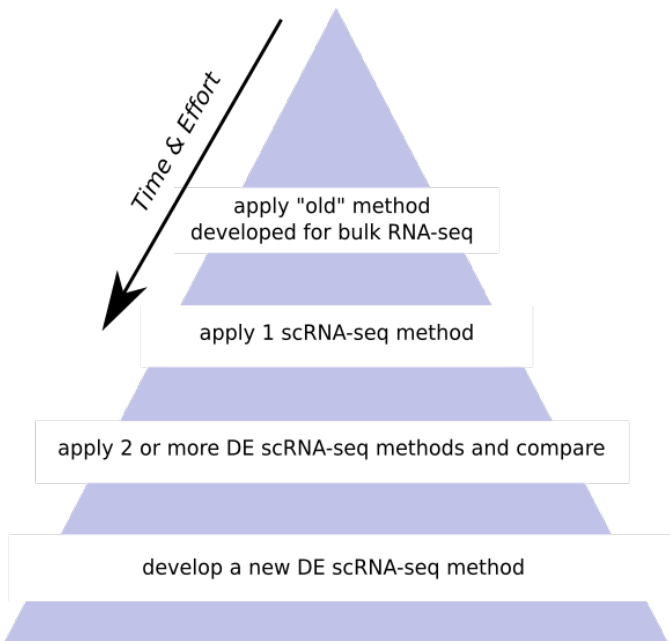 Time & Effort
apply "old" method
developed for bulk RNA-seq
apply 1 scRNA-seq method
apply 2 or more DE scRNA-seq methods and compare
develop a new DE scRNA-seq method